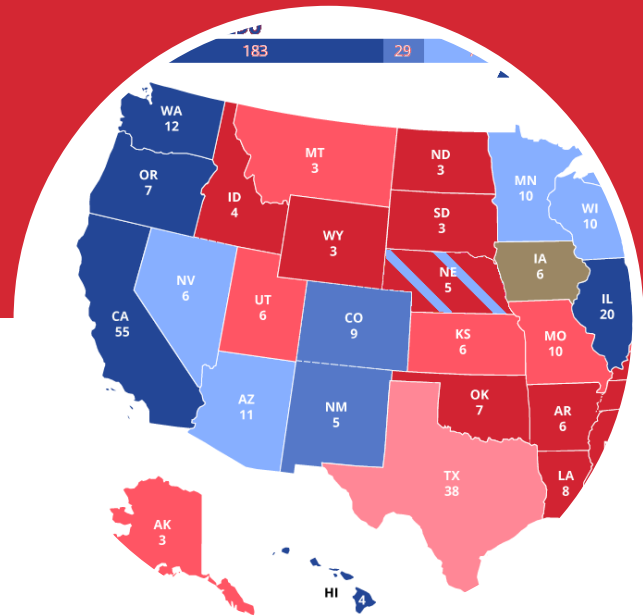 183 29
WA
12
OR
7
ID
4
MT
3
ND
3
MN
10
WI
10
SD
3
WY
3
IA
6
NE
5
NV
6
UT
6
CO
9
IL
20
CA
55
KS
6
MO
10
AZ
11
NM
5
OK
7
AR
6
TX
38
LA
8
AK
3
HI
4